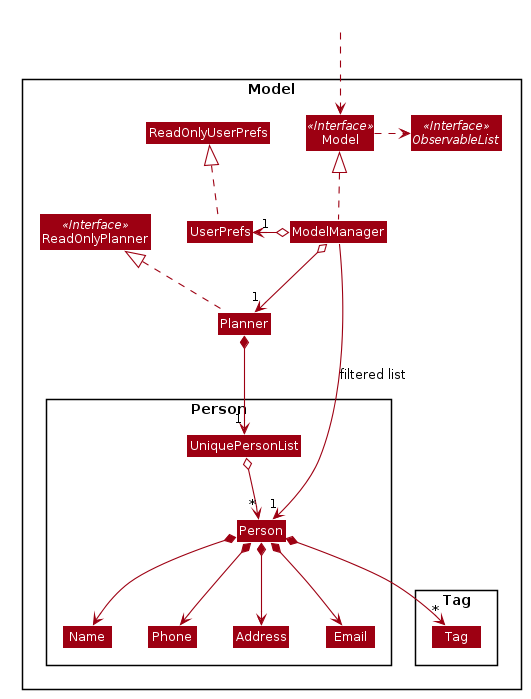 Model
ReadOnlyUserPrefs
«Interface»
Model
«Interface»
ObservableList
«Interface»
ReadOnlyPlanner
UserPrefs
1
ModelManager
1
Planner
filtered list
Person
1
UniquePersonList
*
1
Person
Tag
*
Name
Phone
Address
Email
Tag